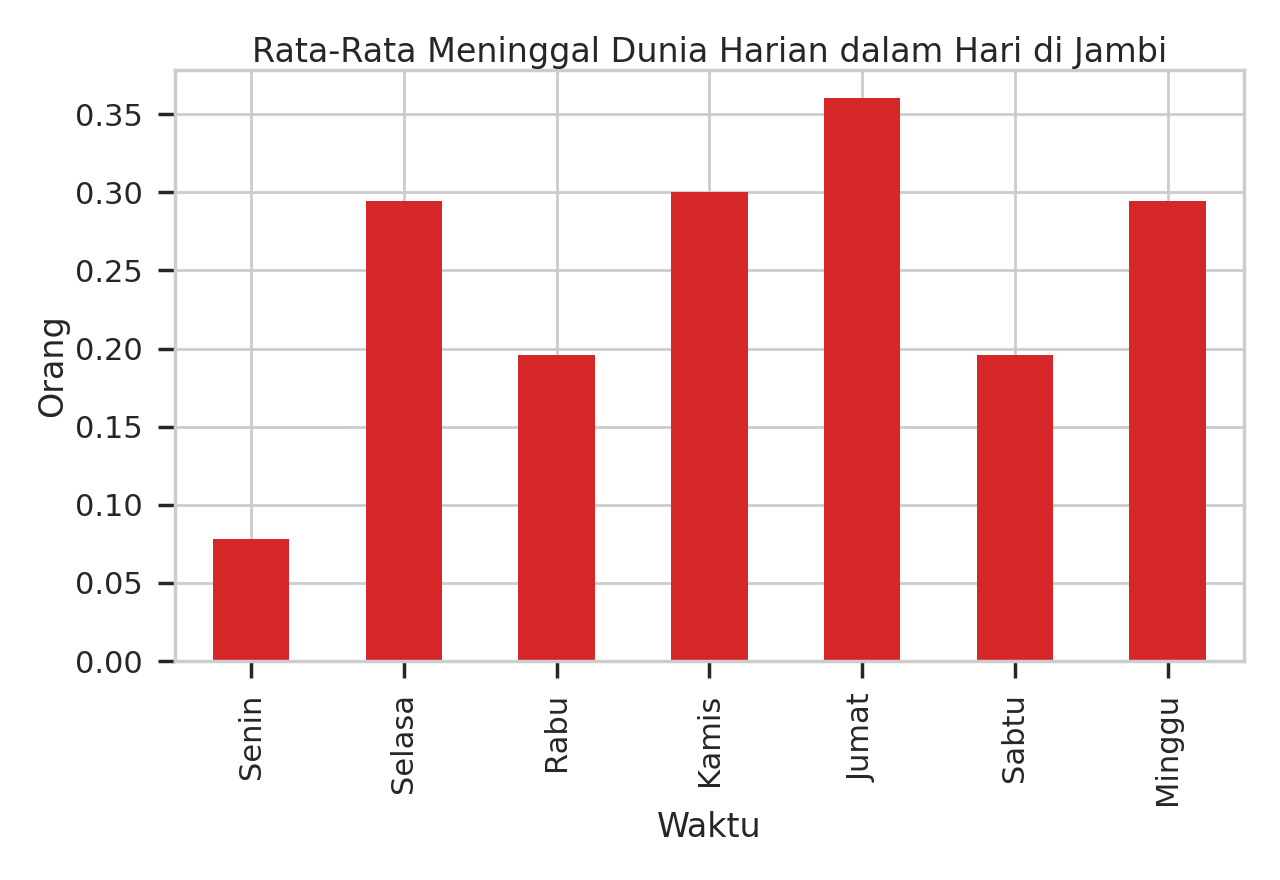 Rata-Rata Meninggal Dunia Harian dalam Hari di Jambi
0.35
0.30
0.25
0.20
0.15
0.10
0.05
0.00
Orang
Senin
Selasa
Rabu
Kamis
Jumat
Sabtu
Minggu
Waktu